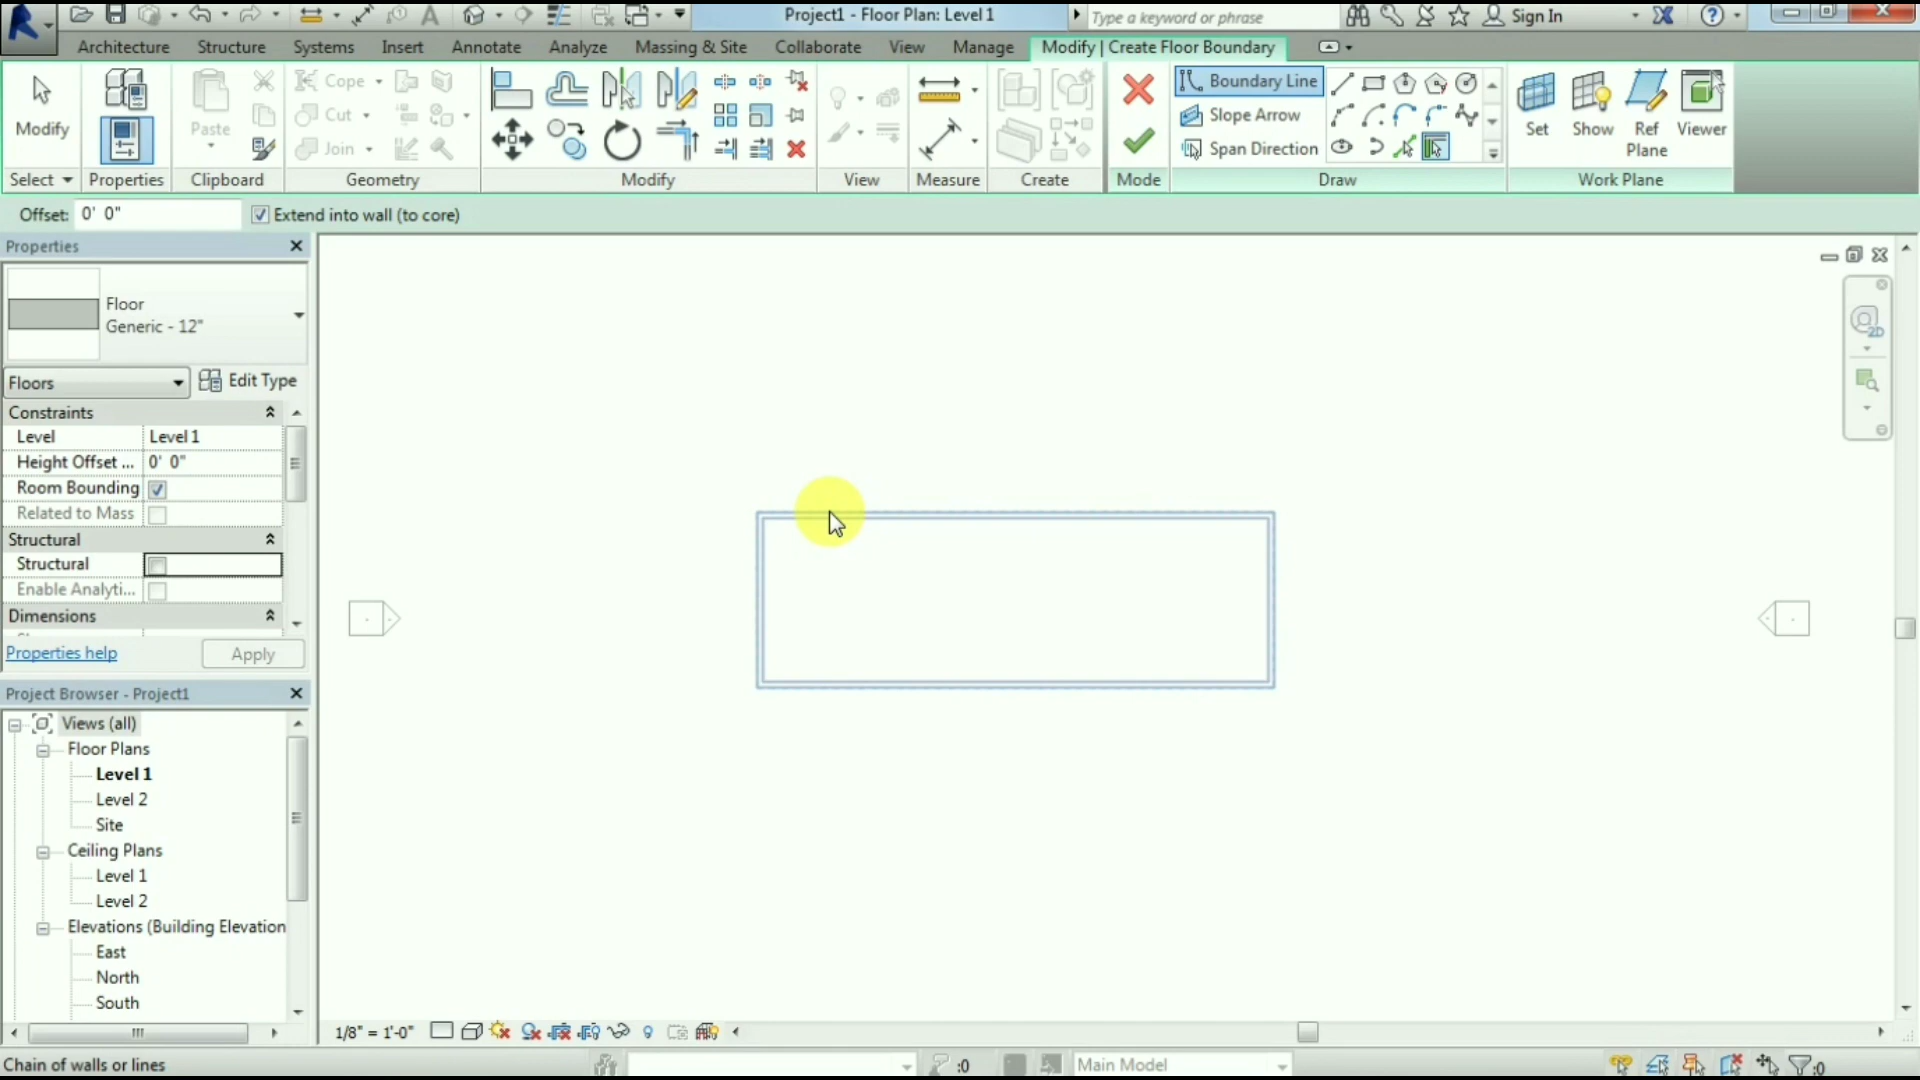 Project1 - Floor Plan: Level 1
Type a keyword or phrase
Sign In
Architecture Structure Systems Insert Annotate Analyze Massing & Site Collaborate View Manage Modify | Create Floor Boundary
Modify
Paste
Cope
Cut
Join
Boundary Line
Slope Arrow
Span Direction
Set
Show
Ref
Plane
Viewer
Select Properties Clipboard Geometry Modify View Measure Create Mode Draw Work Plane
Offset: 0' 0" Extend into wall (to core)
Properties
Floor
Generic - 12"
Floors Edit Type
Constraints
Level Level 1
Height Offset ... 0' 0"
Room Bounding
Related to Mass
Structural
Structural
Enable Analyti...
Dimensions
Properties help Apply
Project Browser - Project1
Views (all)
Floor Plans
Level 1
Level 2
Site
Ceiling Plans
Level 1
Level 2
Elevations (Building Elevation
East
North
South
2D
1/8" = 1'-0"
Chain of walls or lines
:0
Main Model
:0